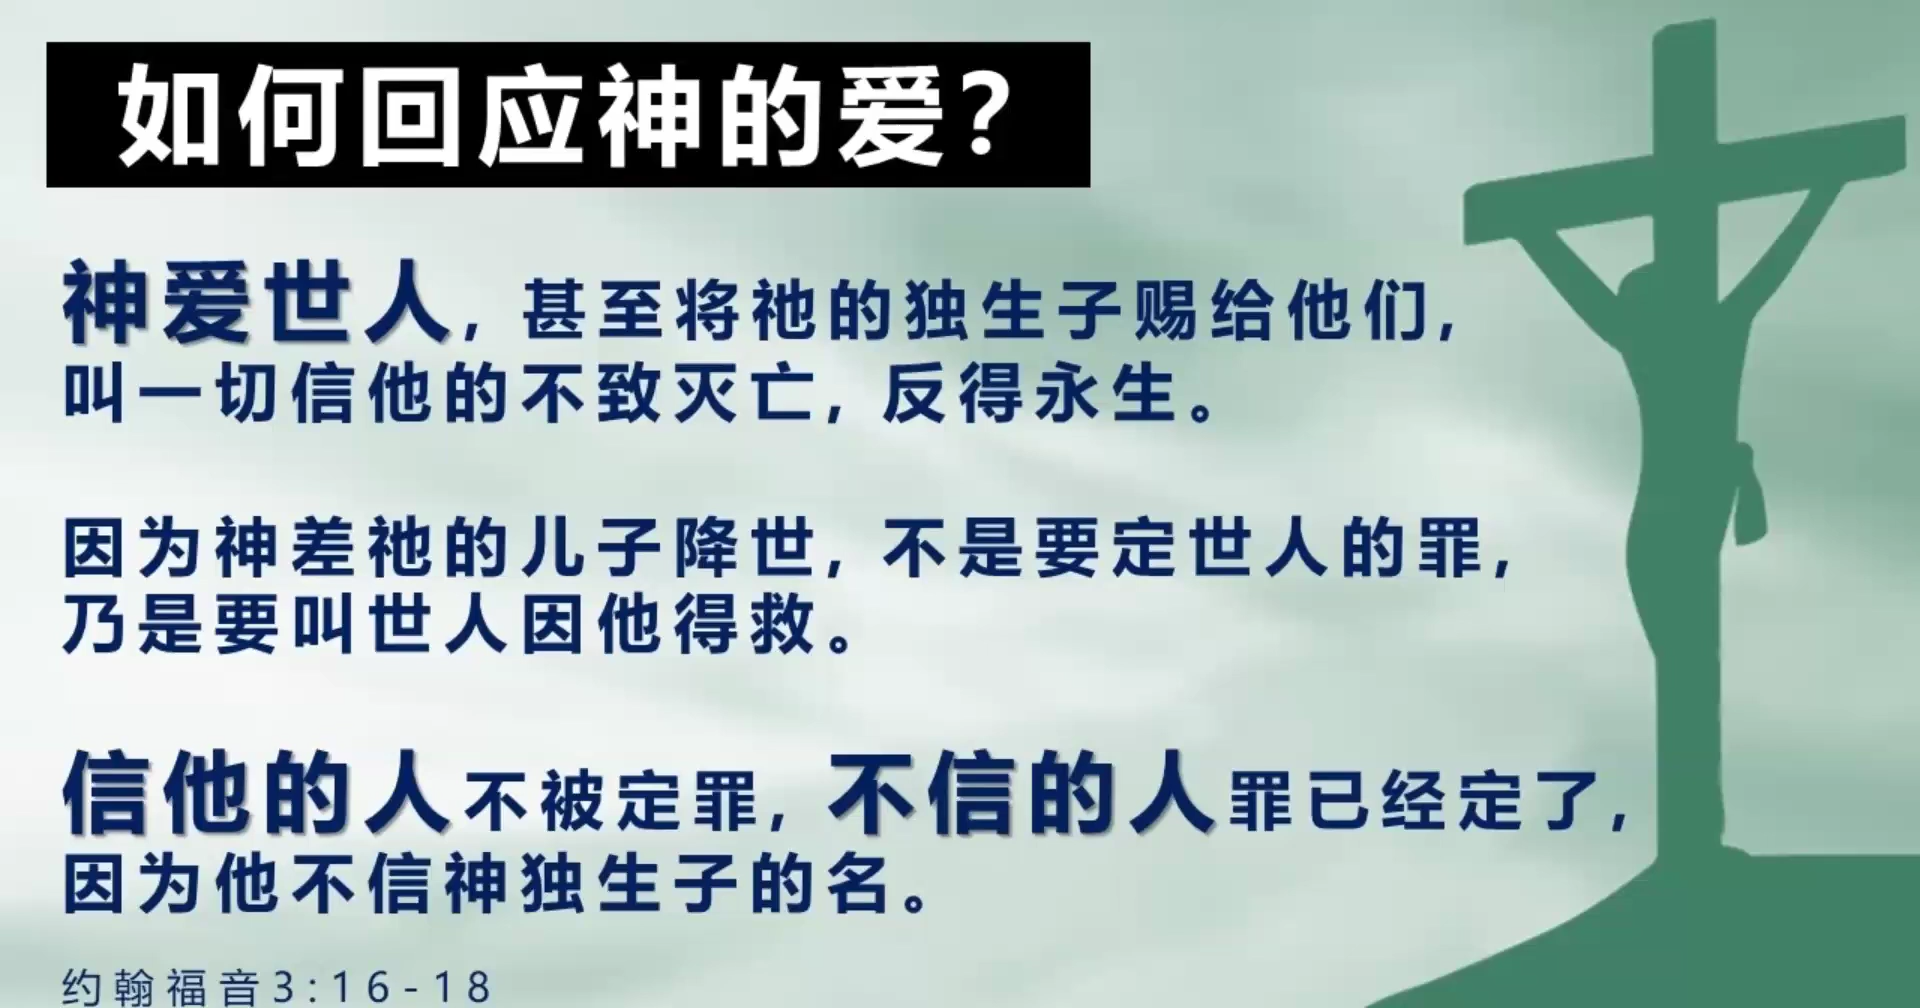 如何回应神的爱？
神爱世人, 甚至将祂的独生子赐给他们,
叫一切信他的不致灭亡, 反得永生。
因为神差祂的儿子降世, 不是要定世人的罪,
乃是要叫世人因他得救。
信他的人不被定罪, 不信的人罪已经定了,
因为他不信神独生子的名。
约翰福音3:16-18